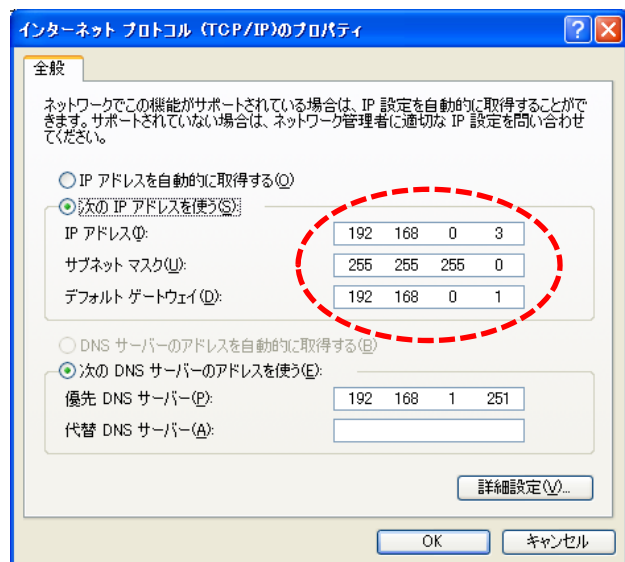 インターネット プロトコル (TCP/IP)のプロパティ
全般
ネットワークでこの機能がサポートされている場合は、IP 設定を自動的に取得することがで
きます。サポートされていない場合は、ネットワーク管理者に適切な IP 設定を問い合わせ
てください。
IP アドレスを自動的に取得する(O)
次の IP アドレスを使う(S):
IP アドレス(I): 192 168 0 3
サブネット マスク(U): 255 255 255 0
デフォルト ゲートウェイ(D): 192 168 0 1
DNS サーバーのアドレスを自動的に取得する(B)
次の DNS サーバーのアドレスを使う(E):
優先 DNS サーバー(P): 192 168 1 251
代替 DNS サーバー(A):
詳細設定(V)...
OK キャンセル